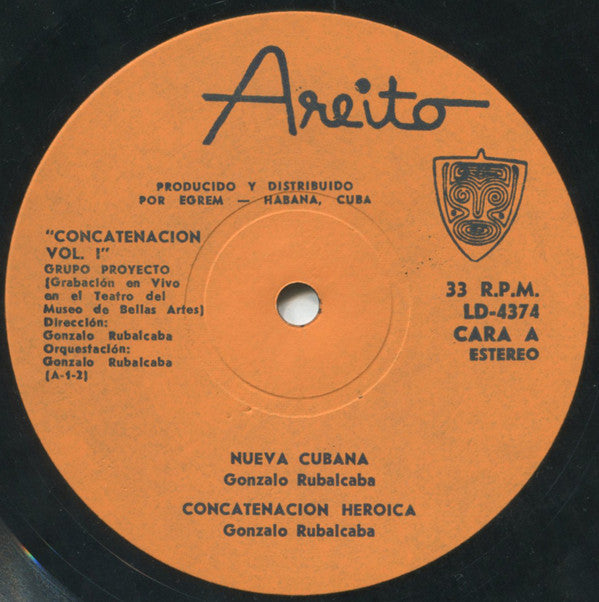 Areito
PRODUCIDO Y DISTRIBUIDO
POR EGREM — HABANA, CUBA
"CONCATENACION
VOL. I"
GRUPO PROYECTO
(Grabación en Vivo
en el Teatro del
Museo de Bellas Artes)
Dirección:
Gonzalo Rubalcaba
Orquestación:
Gonzalo Rubalcaba
(A-1-2)
33 R.P.M.
LD-4374
CARA A
ESTEREO
NUEVA CUBANA
Gonzalo Rubalcaba
CONCATENACION HEROICA
Gonzalo Rubalcaba